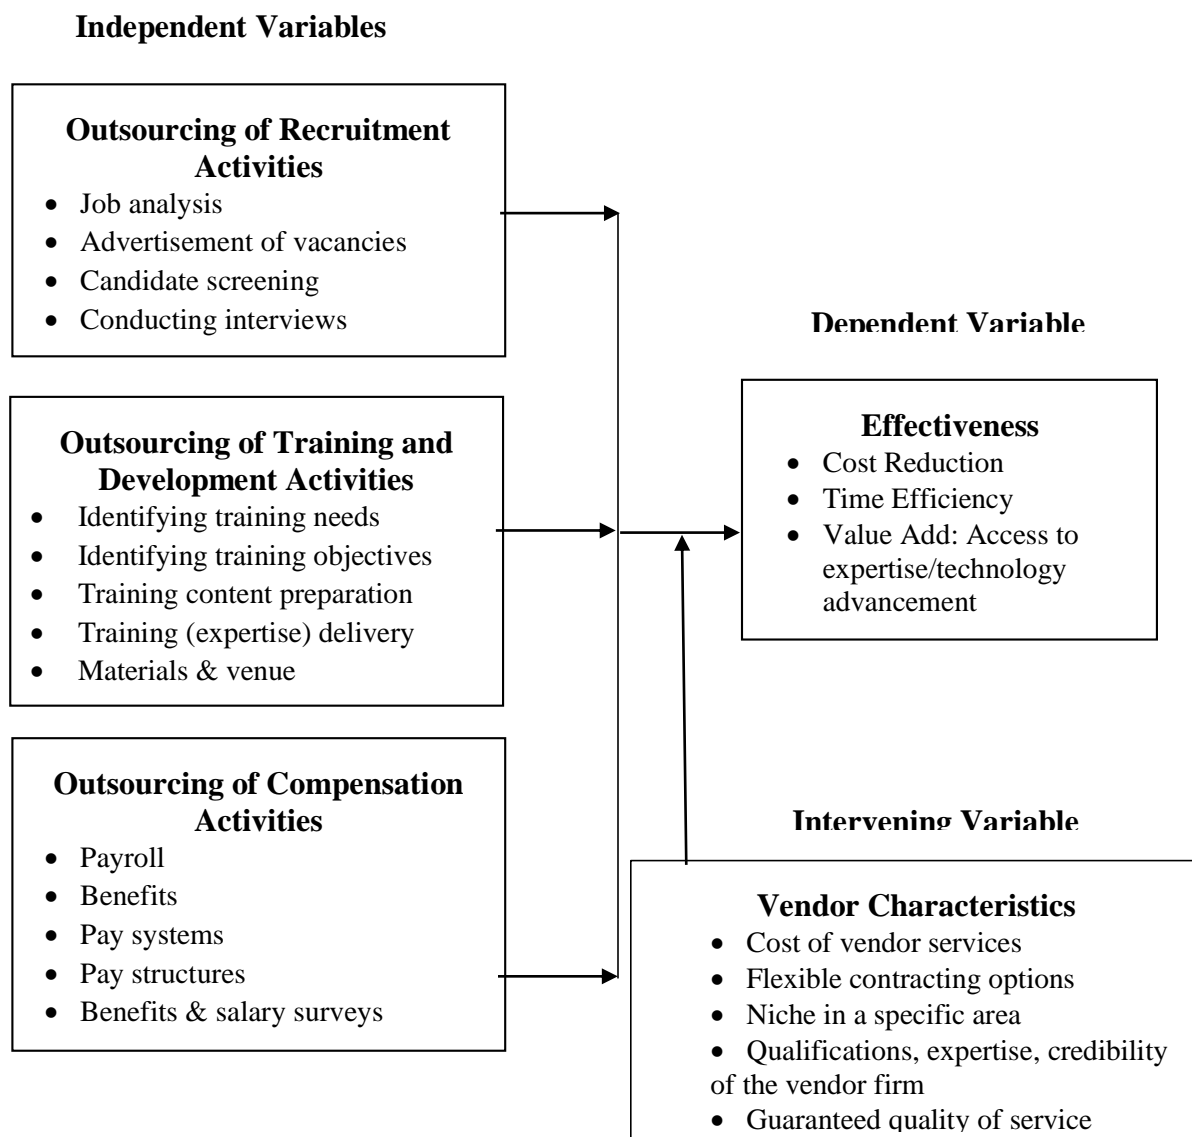 Independent Variables
Outsourcing of Recruitment
Activities
• Job analysis
• Advertisement of vacancies
• Candidate screening
• Conducting interviews
Outsourcing of Training and
Development Activities
• Identifying training needs
• Identifying training objectives
• Training content preparation
• Training (expertise) delivery
• Materials & venue
Outsourcing of Compensation
Activities
• Payroll
• Benefits
• Pay systems
• Pay structures
• Benefits & salary surveys
Dependent Variable
Effectiveness
• Cost Reduction
• Time Efficiency
• Value Add: Access to
expertise/technology
advancement
Intervening Variable
Vendor Characteristics
• Cost of vendor services
• Flexible contracting options
• Niche in a specific area
• Qualifications, expertise, credibility
of the vendor firm
• Guaranteed quality of service